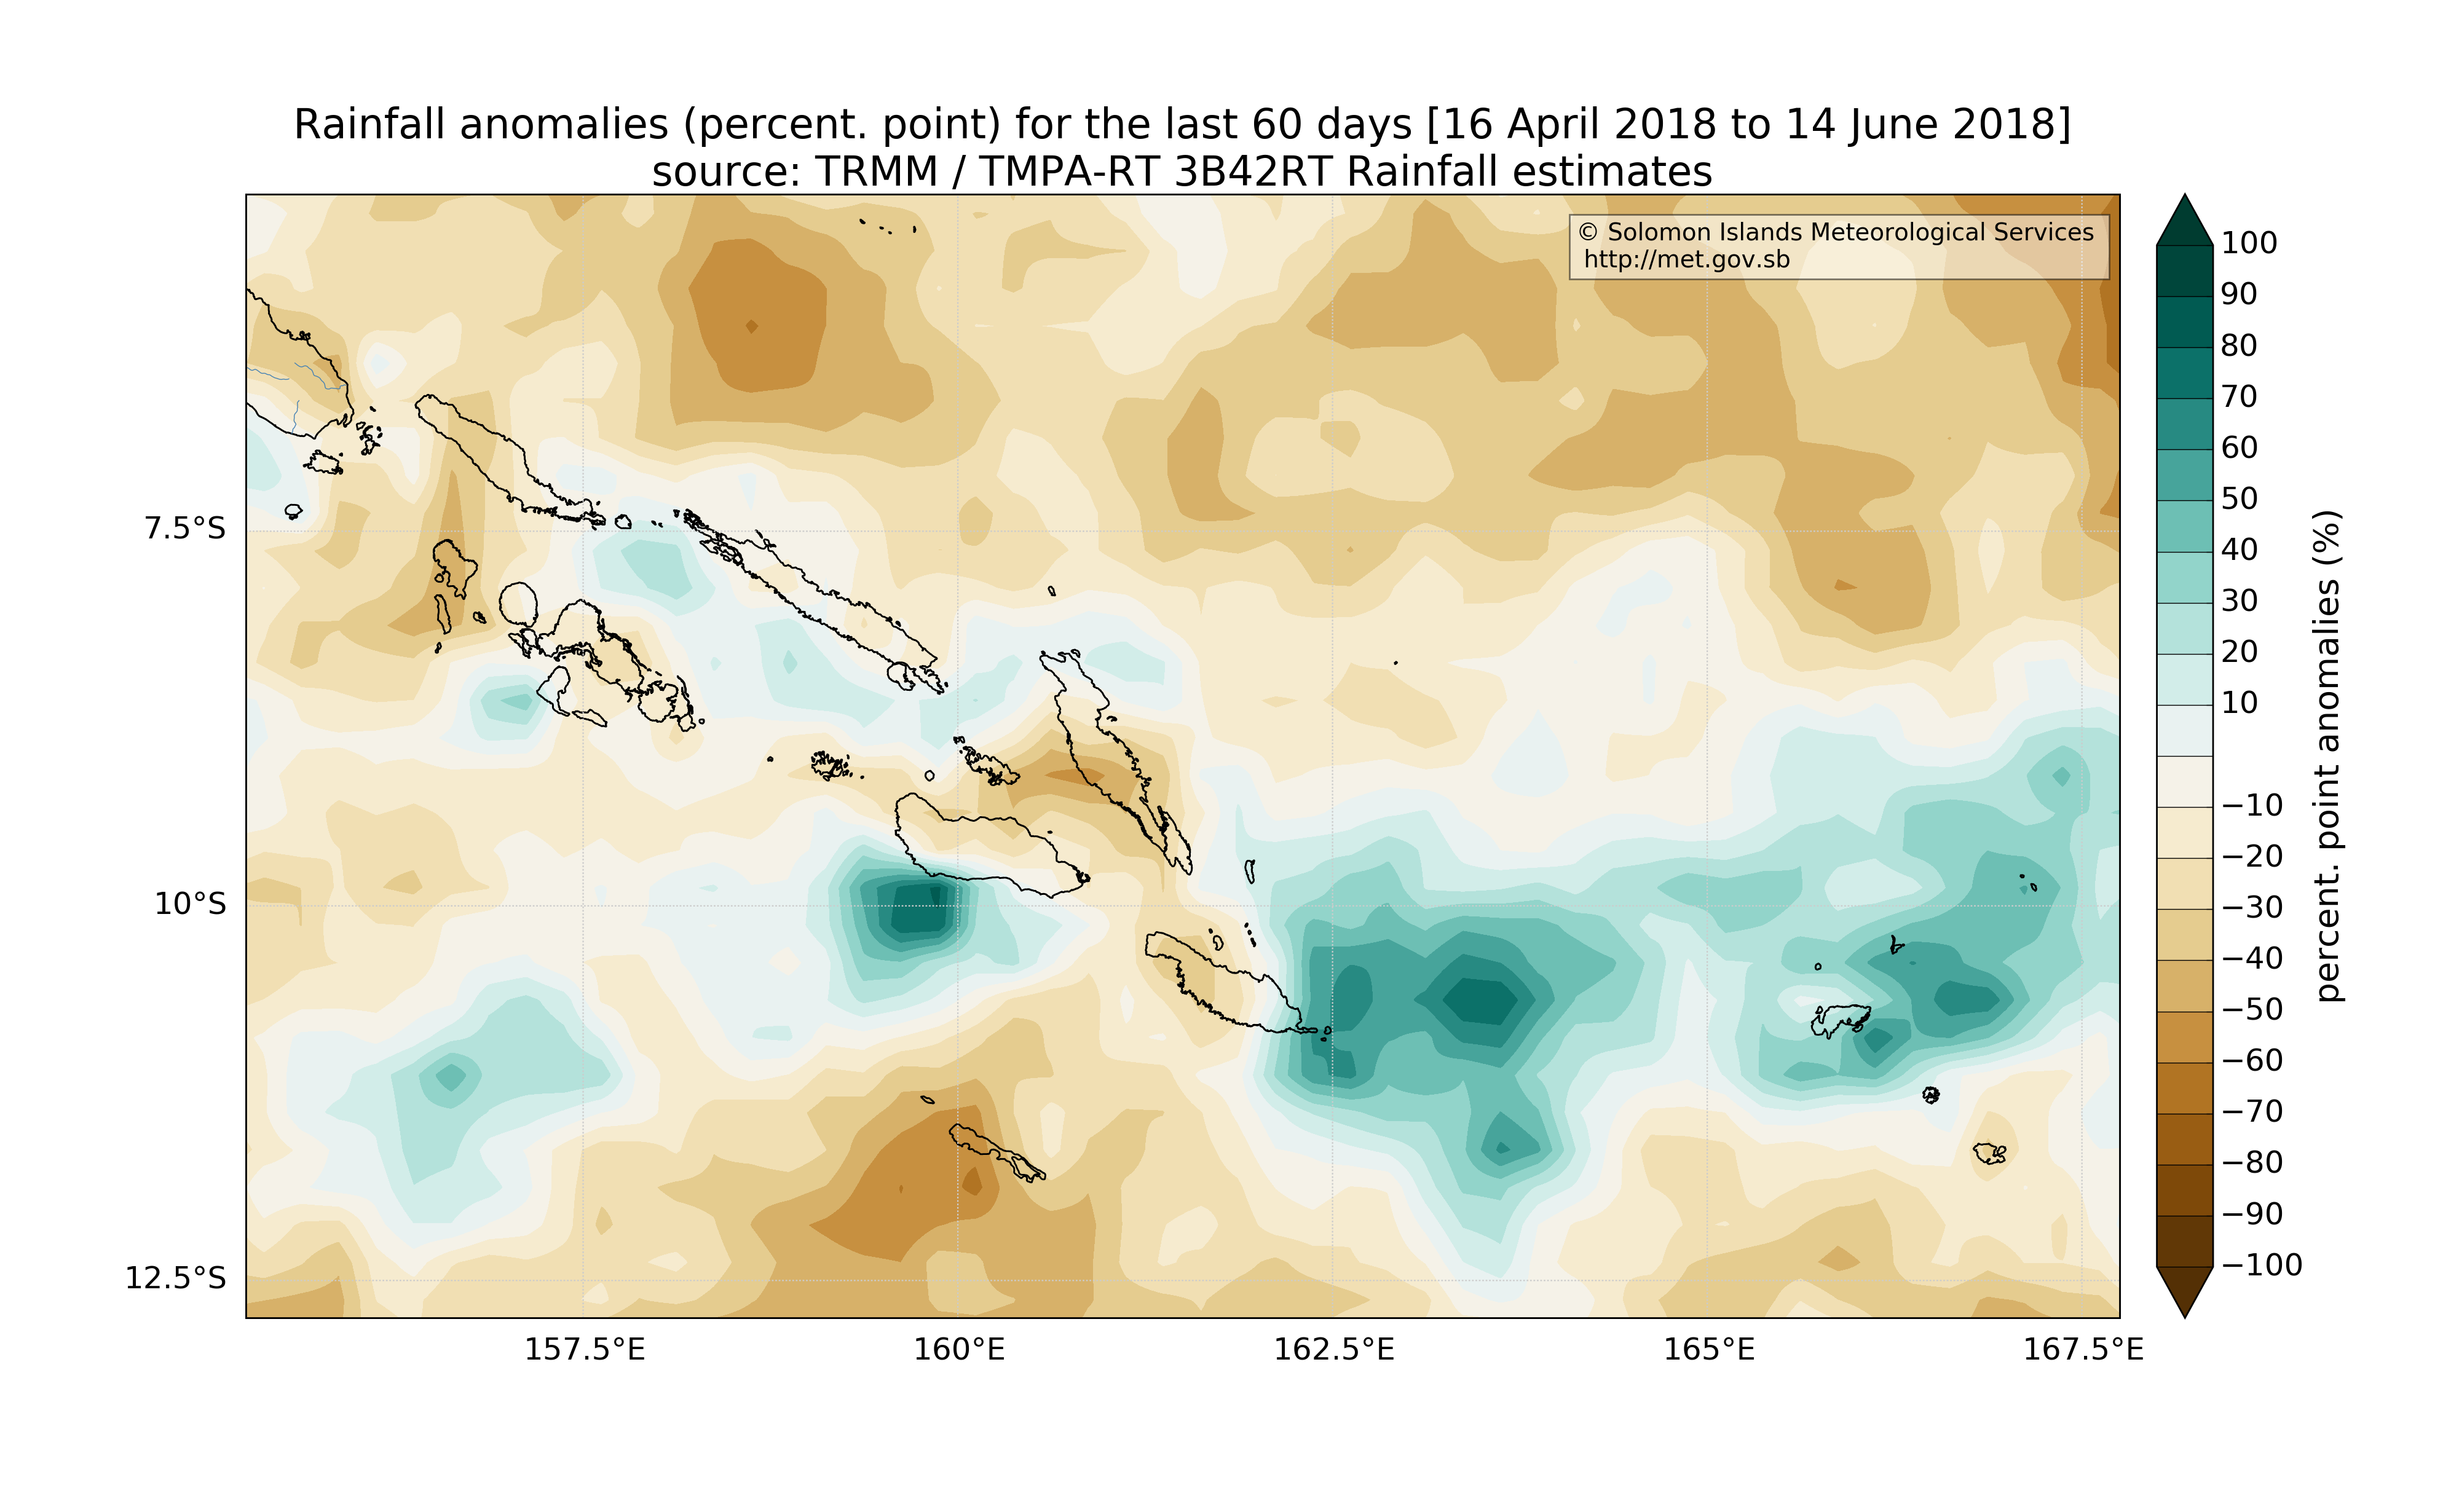 Rainfall anomalies (percent. point) for the last 60 days [16 April 2018 to 14 June 2018]
source: TRMM / TMPA-RT 3B42RT Rainfall estimates
© Solomon Islands Meteorological Services
http://met.gov.sb
7.5°S
10°S
12.5°S
157.5°E
160°E
162.5°E
165°E
167.5°E
100
90
80
70
60
50
40
30
20
10
−10
−20
−30
−40
−50
−60
−70
−80
−90
−100
percent. point anomalies (%)